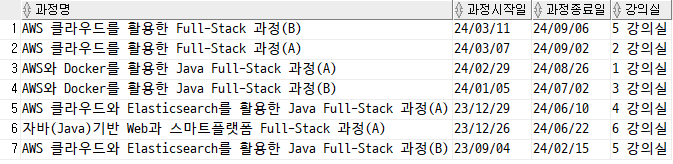 과정명 과정시작일 과정종료일 강의실
1 AWS 클라우드를 활용한 Full-Stack 과정(B) 24/03/11 24/09/06 5 강의실
2 AWS 클라우드를 활용한 Full-Stack 과정(A) 24/03/07 24/09/02 2 강의실
3 AWS와 Docker를 활용한 Java Full-Stack 과정(A) 24/02/29 24/08/26 1 강의실
4 AWS와 Docker를 활용한 Java Full-Stack 과정(B) 24/01/05 24/07/02 3 강의실
5 AWS 클라우드와 Elasticsearch를 활용한 Java Full-Stack 과정(A) 23/12/29 24/06/10 4 강의실
6 자바(Java)기반 Web과 스마트플랫폼 Full-Stack 과정(A) 23/12/26 24/06/22 6 강의실
7 AWS 클라우드와 Elasticsearch를 활용한 Java Full-Stack 과정(B) 23/09/04 24/02/15 5 강의실